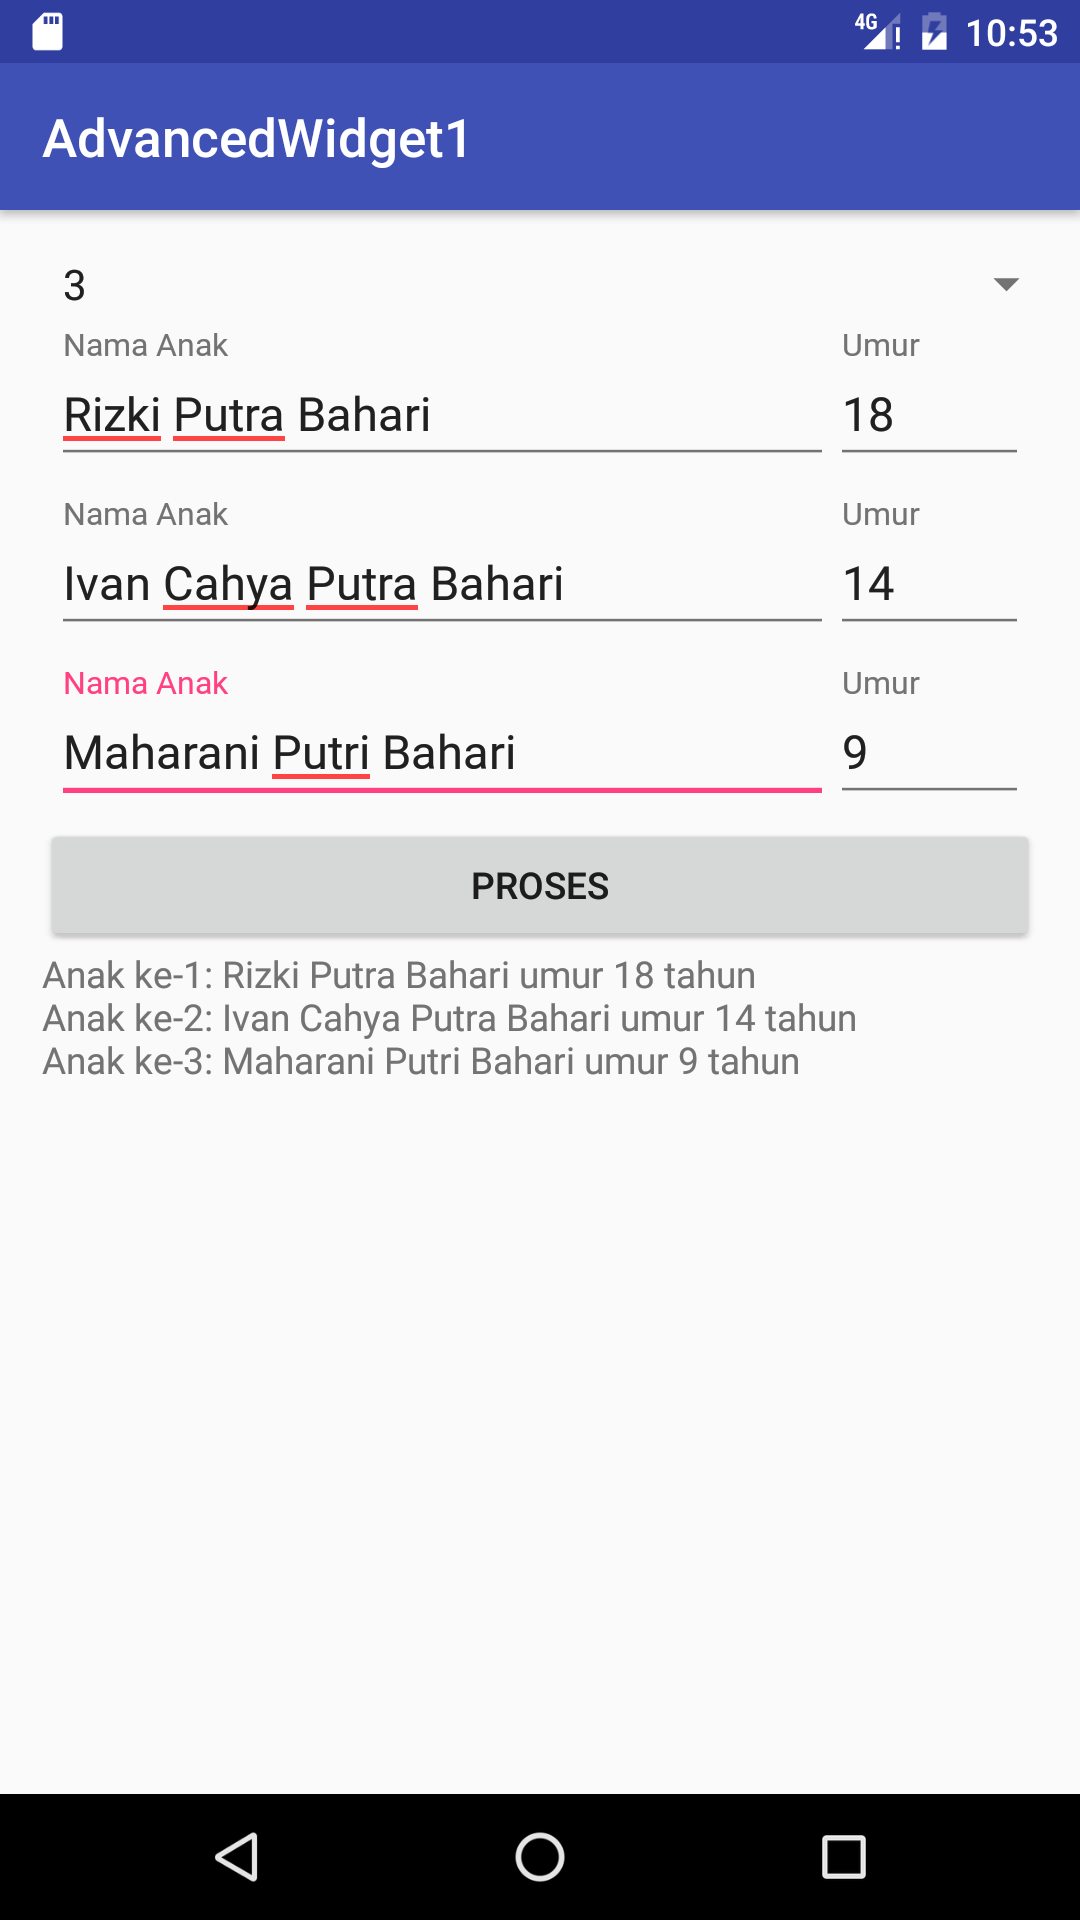 4G 10:53
AdvancedWidget1
3
Nama Anak Umur
Rizki Putra Bahari 18
Nama Anak Umur
Ivan Cahya Putra Bahari 14
Nama Anak Umur
Maharani Putri Bahari 9
PROSES
Anak ke-1: Rizki Putra Bahari umur 18 tahun
Anak ke-2: Ivan Cahya Putra Bahari umur 14 tahun
Anak ke-3: Maharani Putri Bahari umur 9 tahun